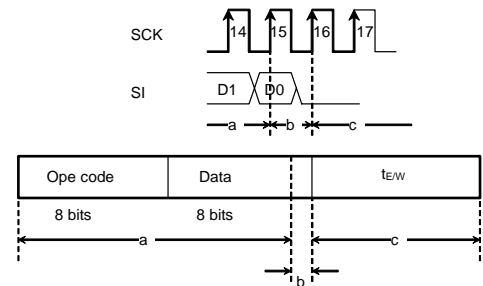 SCK 14 15 16 17
SI D1 D0
a b c
Ope code Data tE/W
8 bits 8 bits
a c
b